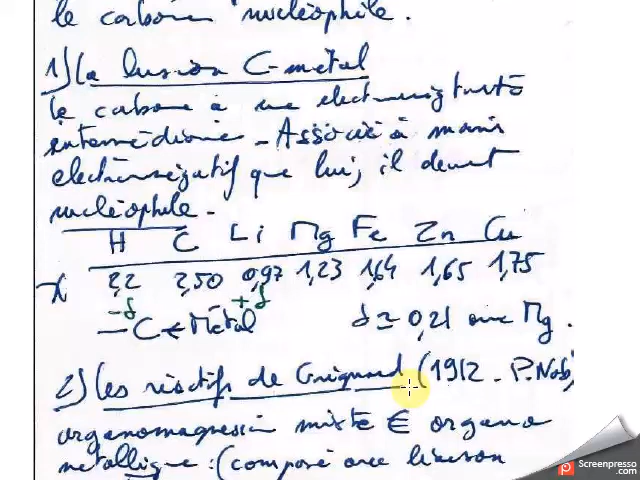 le carbone nucléophile.
1) La liaison C-métal
le carbone à une électronégativité
intermédiaire - Associé à moins
électronégatif que lui, il devient
nucléophile -
H C Li Mg Fe Zn Cu
χ 2,2 2,50 0,97 1,23 1,64 1,65 1,75
-δ +δ
—C ← Métal δ ≃ 0,21 avec Mg.
2) Les réactifs de Grignard (1912 - P.Nob)
organomagnésien mixte ∈ organo
métallique : (composé avec liaison
Screenpresso
Screenpresso.com